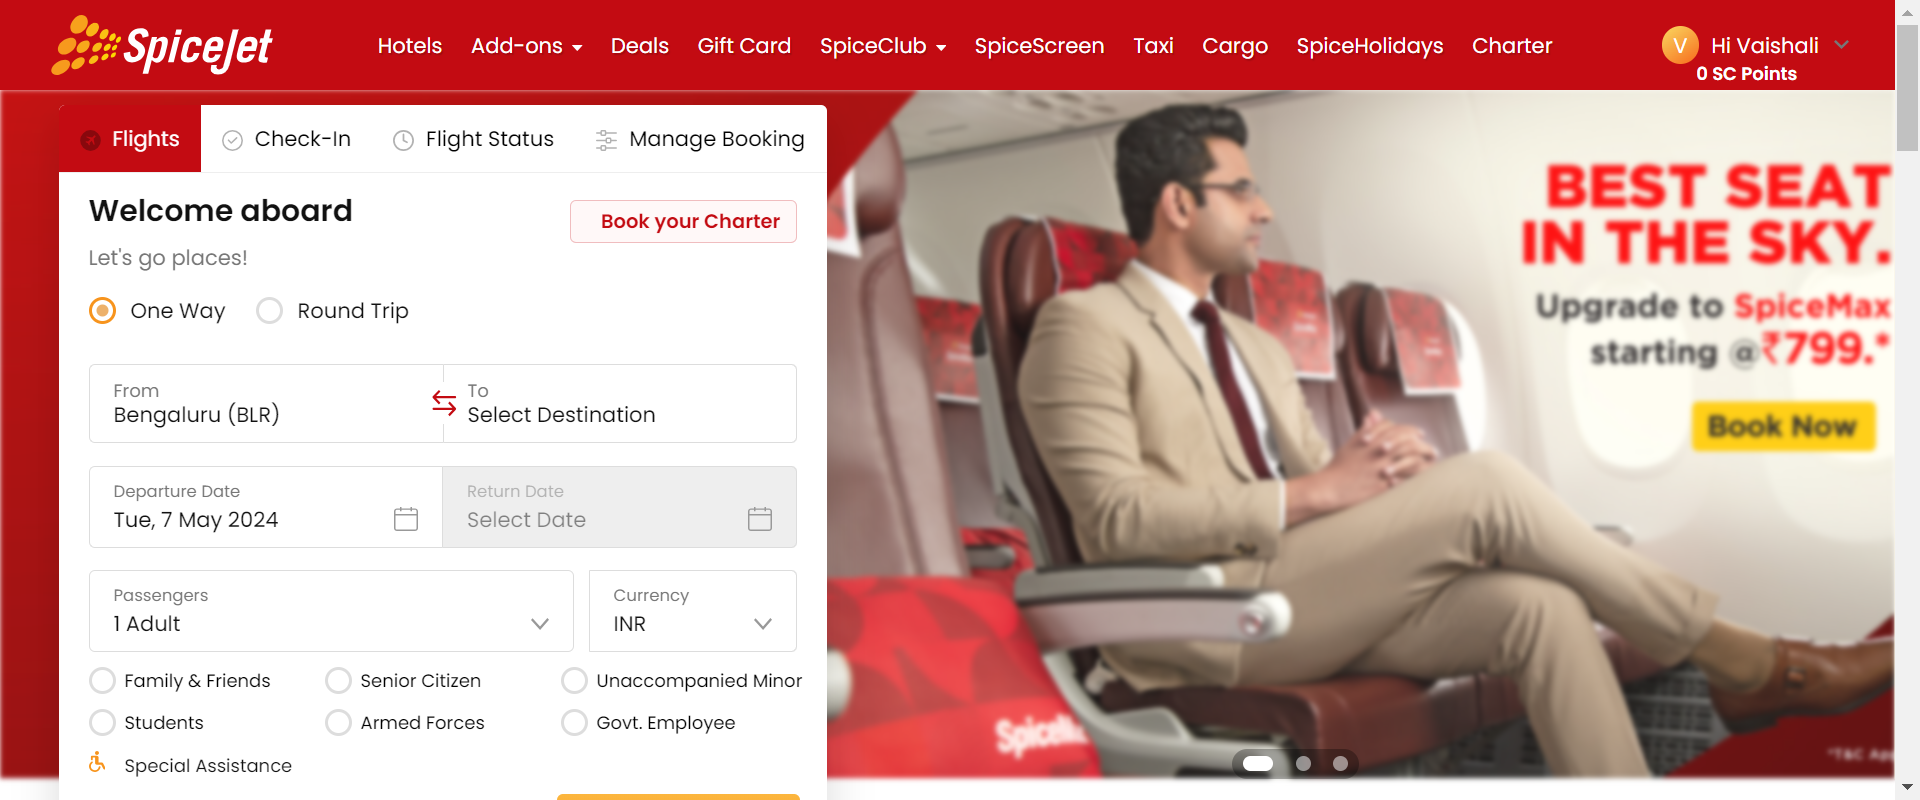 SpiceJet
Hotels Add-ons Deals Gift Card SpiceClub SpiceScreen Taxi Cargo SpiceHolidays Charter
V Hi Vaishali
0 SC Points
Flights Check-In Flight Status Manage Booking
Welcome aboard
Book your Charter
Let's go places!
One Way Round Trip
From
Bengaluru (BLR)
To
Select Destination
Departure Date
Tue, 7 May 2024
Return Date
Select Date
Passengers
1 Adult
Currency
INR
Family & Friends Senior Citizen Unaccompanied Minor
Students Armed Forces Govt. Employee
Special Assistance
BEST SEAT
IN THE SKY.
Upgrade to SpiceMax
starting @₹799.*
Book Now
*T&C